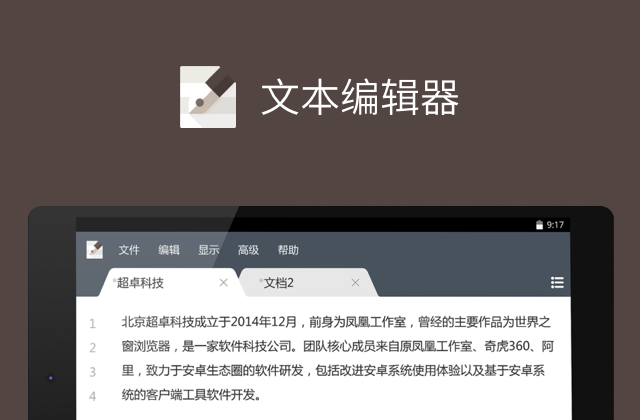 文本编辑器
9:17
文件 编辑 显示 高级 帮助
*超卓科技 × *文档2 ×
1 北京超卓科技成立于2014年12月，前身为凤凰工作室，曾经的主要作品为世界之
2 窗浏览器，是一家软件科技公司。团队核心成员来自原凤凰工作室、奇虎360、阿
3 里，致力于安卓生态圈的软件研发，包括改进安卓系统使用体验以及基于安卓系
4 统的客户端工具软件开发。